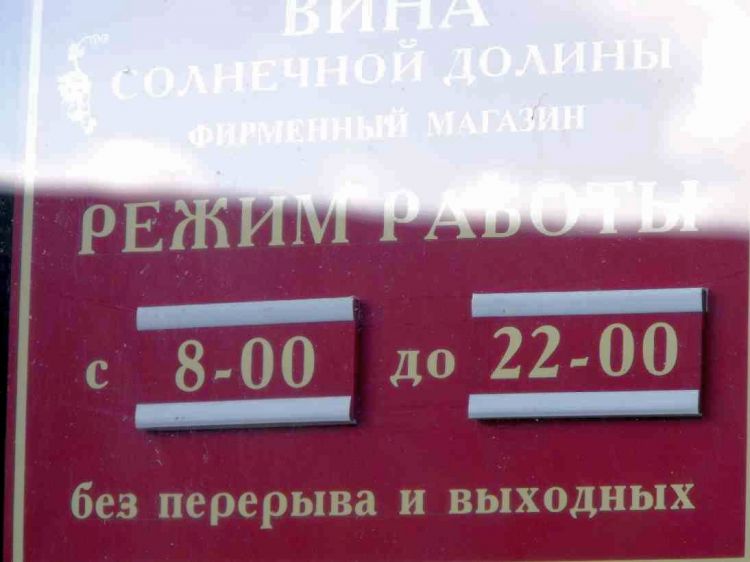 ВИНА
СОЛНЕЧНОЙ ДОЛИНЫ
ФИРМЕННЫЙ МАГАЗИН
РЕЖИМ РАБОТЫ
с 8-00 до 22-00
без перерыва и выходных